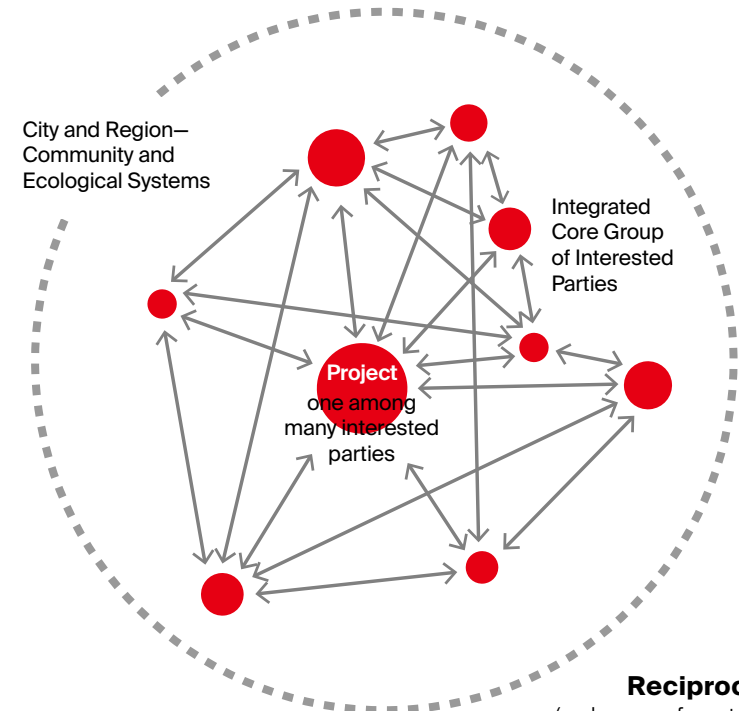 City and Region—
Community and
Ecological Systems
Integrated
Core Group
of Interested
Parties
Project
one among
many interested
parties